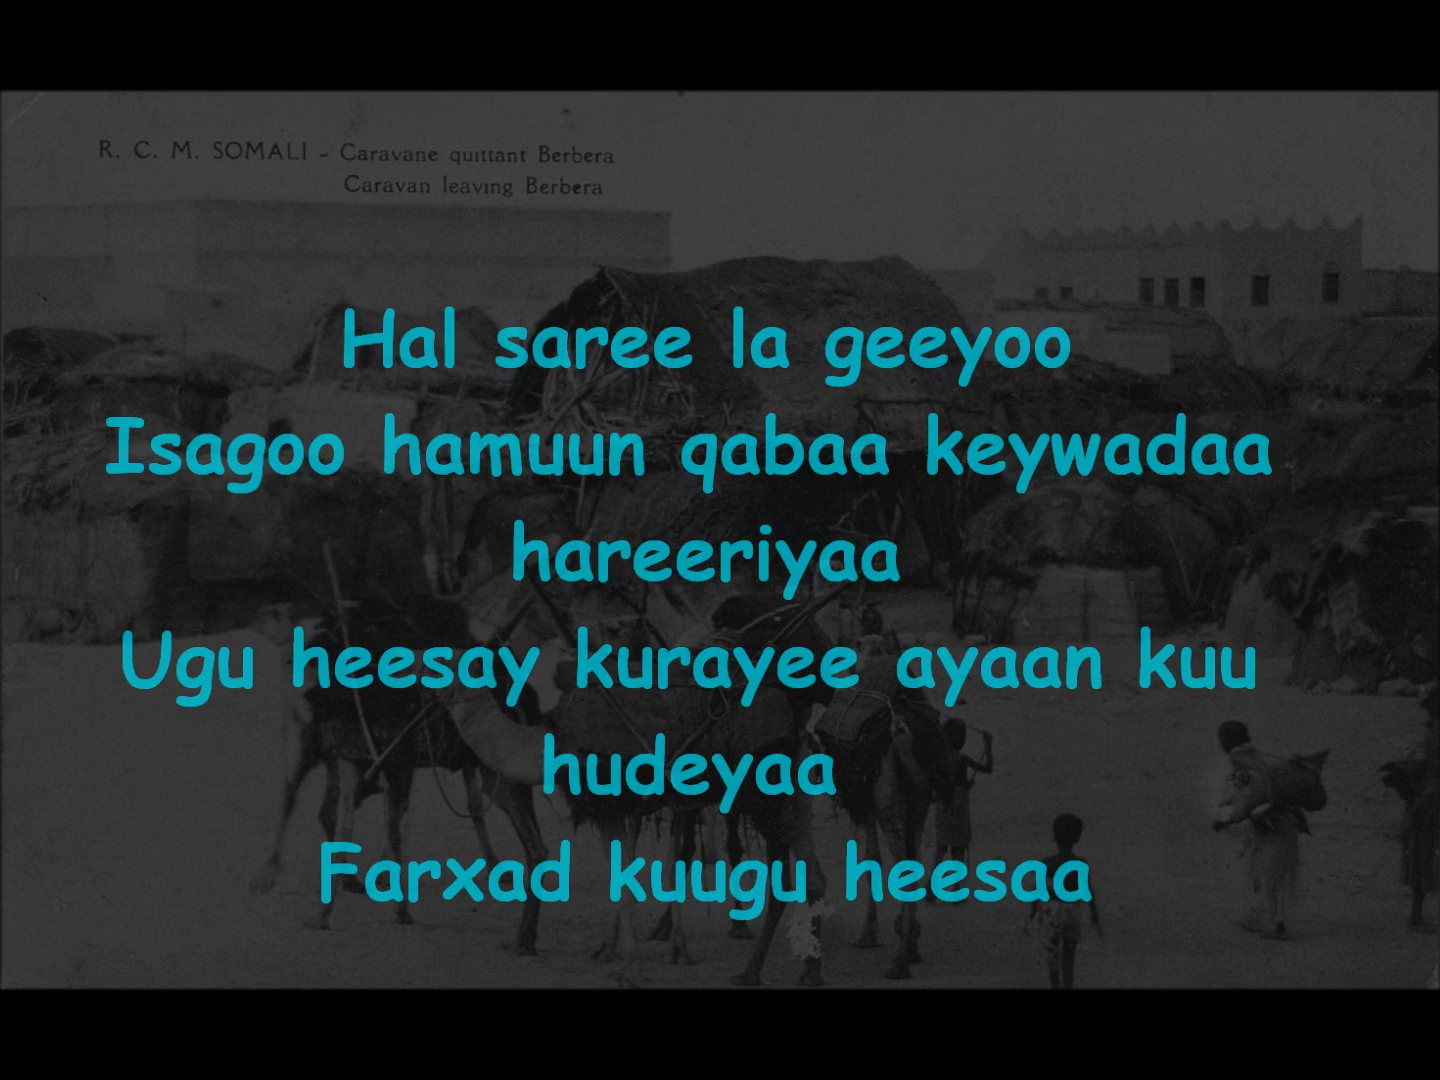 R. C. M. SOMALI - Caravane quittant Berbera
Caravan leaving Berbera
Hal saree la geeyoo
Isagoo hamuun qabaa keywadaa
hareeriyaa
Ugu heesay kurayee ayaan kuu
hudeyaa
Farxad kuugu heesaa